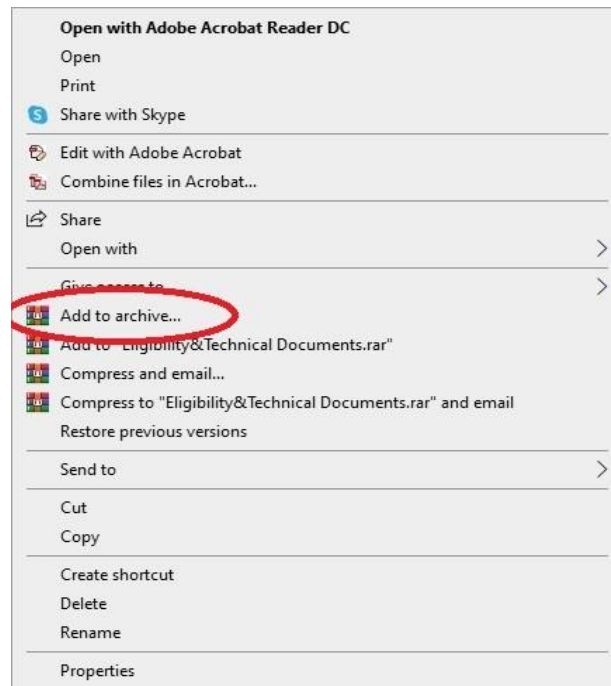 Open with Adobe Acrobat Reader DC
Open
Print
Share with Skype
Edit with Adobe Acrobat
Combine files in Acrobat...
Share
Open with
Give access to
Add to archive...
Add to "Eligibility&Technical Documents.rar"
Compress and email...
Compress to "Eligibility&Technical Documents.rar" and email
Restore previous versions
Send to
Cut
Copy
Create shortcut
Delete
Rename
Properties